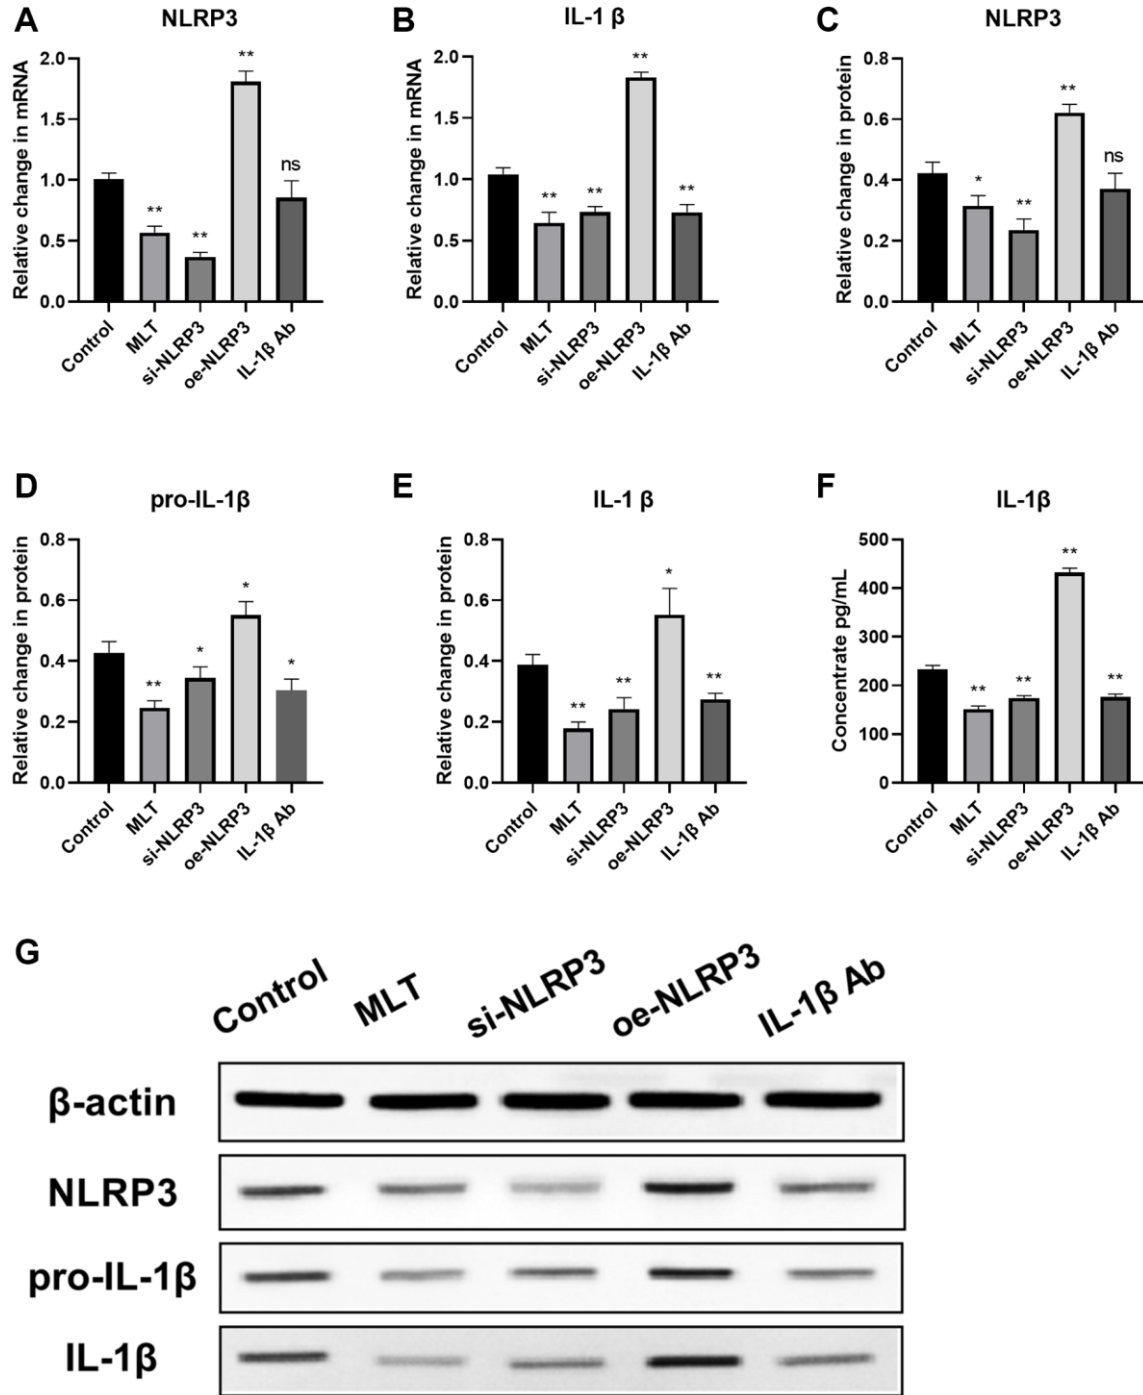 A
NLRP3
Relative change in mRNA
2.0
1.5
1.0
0.5
0.0
**
**
**
ns
Control
MLT
si-NLRP3
oe-NLRP3
IL-1β Ab
B
IL-1 β
Relative change in mRNA
2.0
1.5
1.0
0.5
0.0
**
**
**
**
Control
MLT
si-NLRP3
oe-NLRP3
IL-1β Ab
C
NLRP3
Relative change in protein
0.8
0.6
0.4
0.2
0.0
*
**
**
ns
Control
MLT
si-NLRP3
oe-NLRP3
IL-1β Ab
D
pro-IL-1β
Relative change in protein
0.8
0.6
0.4
0.2
0.0
**
*
*
*
Control
MLT
si-NLRP3
oe-NLRP3
IL-1β Ab
E
IL-1 β
Relative change in protein
0.8
0.6
0.4
0.2
0.0
**
**
*
**
Control
MLT
si-NLRP3
oe-NLRP3
IL-1β Ab
F
IL-1β
Concentrate pg/mL
500
400
300
200
100
0
**
**
**
**
Control
MLT
si-NLRP3
oe-NLRP3
IL-1β Ab
G
Control MLT si-NLRP3 oe-NLRP3 IL-1β Ab
β-actin
NLRP3
pro-IL-1β
IL-1β